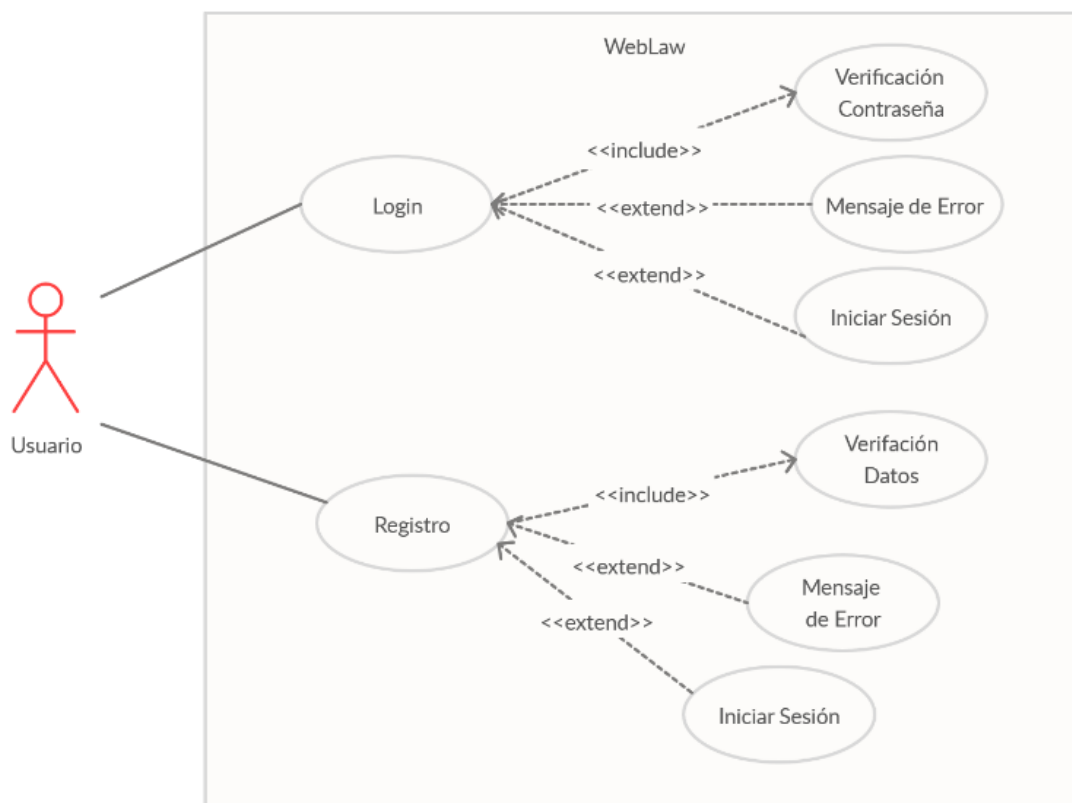 WebLaw
Verificación
Contraseña
<<include>>
Login
<<extend>>
Mensaje de Error
<<extend>>
Iniciar Sesión
Usuario
Verifación
Datos
<<include>>
Registro
<<extend>>
Mensaje
de Error
<<extend>>
Iniciar Sesión